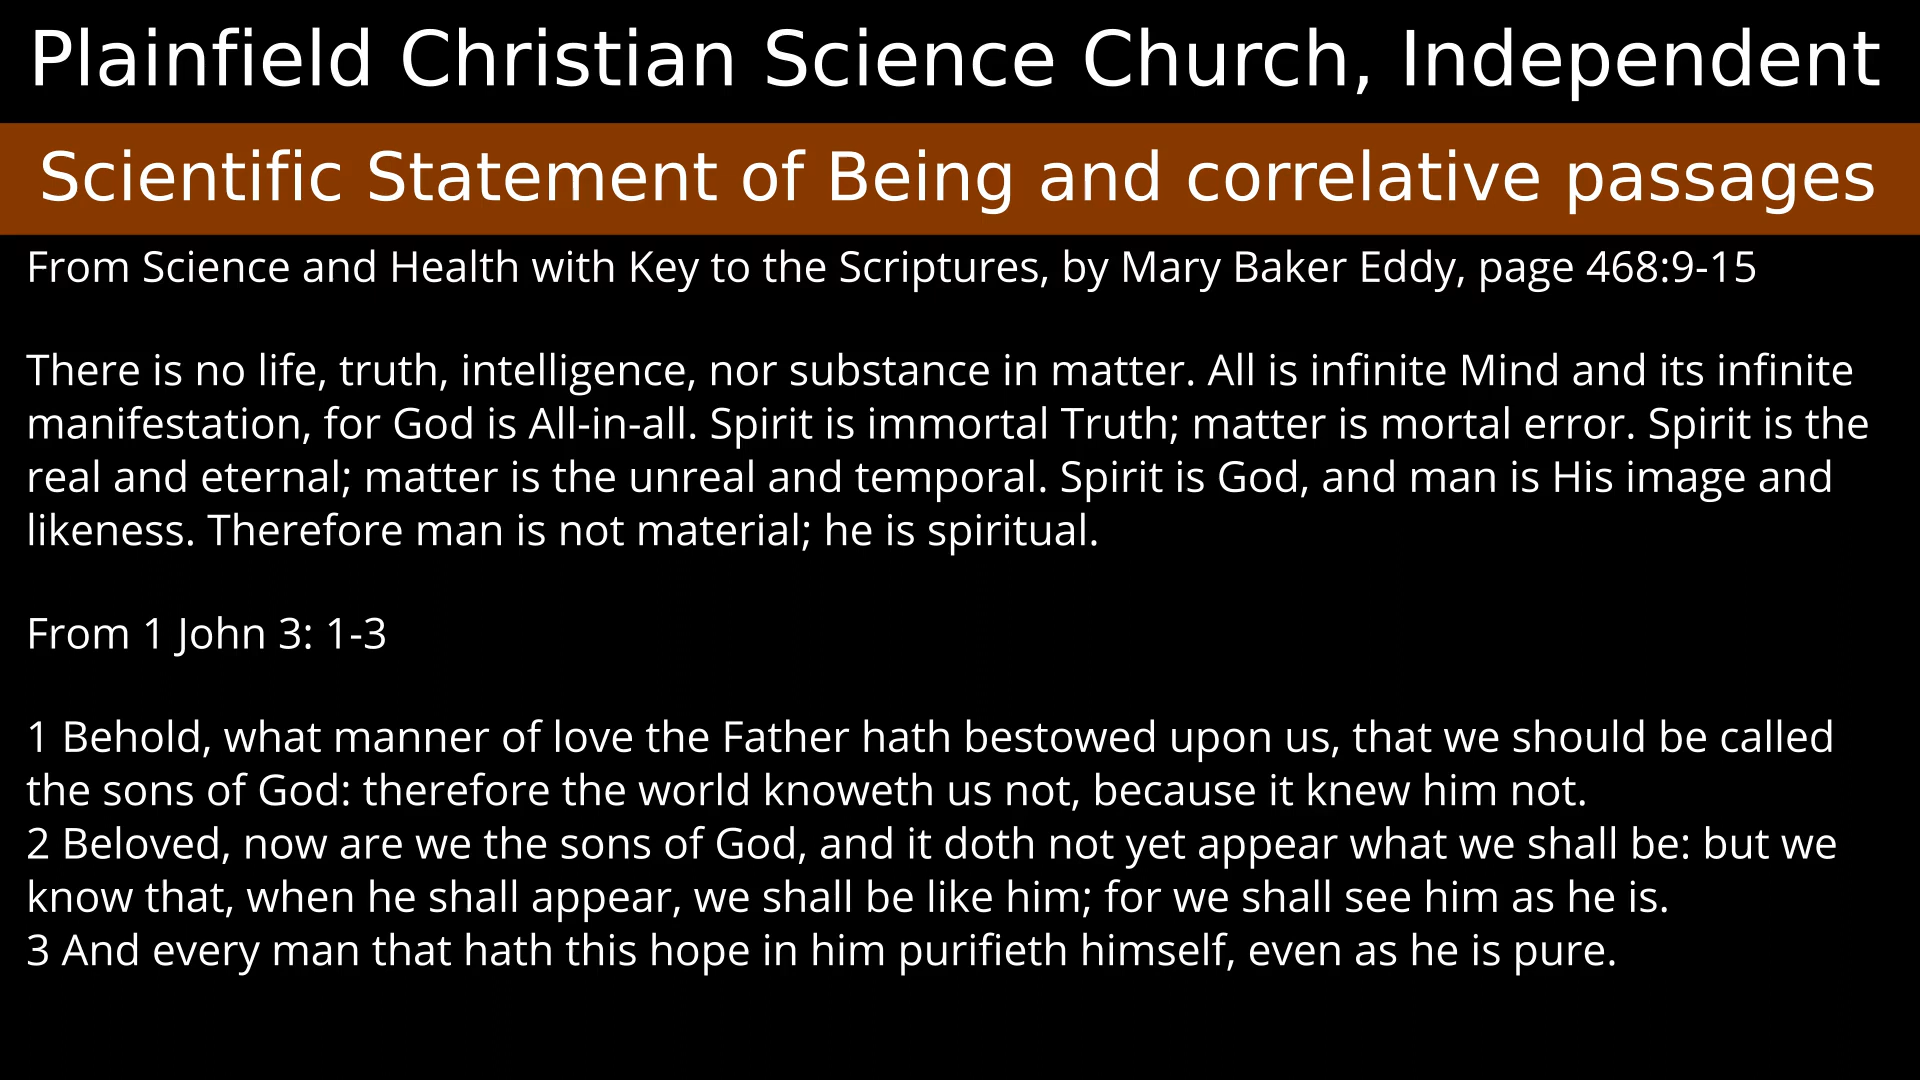 Plainfield Christian Science Church, Independent
Scientific Statement of Being and correlative passages
From Science and Health with Key to the Scriptures, by Mary Baker Eddy, page 468:9-15
There is no life, truth, intelligence, nor substance in matter. All is infinite Mind and its infinite
manifestation, for God is All-in-all. Spirit is immortal Truth; matter is mortal error. Spirit is the
real and eternal; matter is the unreal and temporal. Spirit is God, and man is His image and
likeness. Therefore man is not material; he is spiritual.
From 1 John 3: 1-3
1 Behold, what manner of love the Father hath bestowed upon us, that we should be called
the sons of God: therefore the world knoweth us not, because it knew him not.
2 Beloved, now are we the sons of God, and it doth not yet appear what we shall be: but we
know that, when he shall appear, we shall be like him; for we shall see him as he is.
3 And every man that hath this hope in him purifieth himself, even as he is pure.